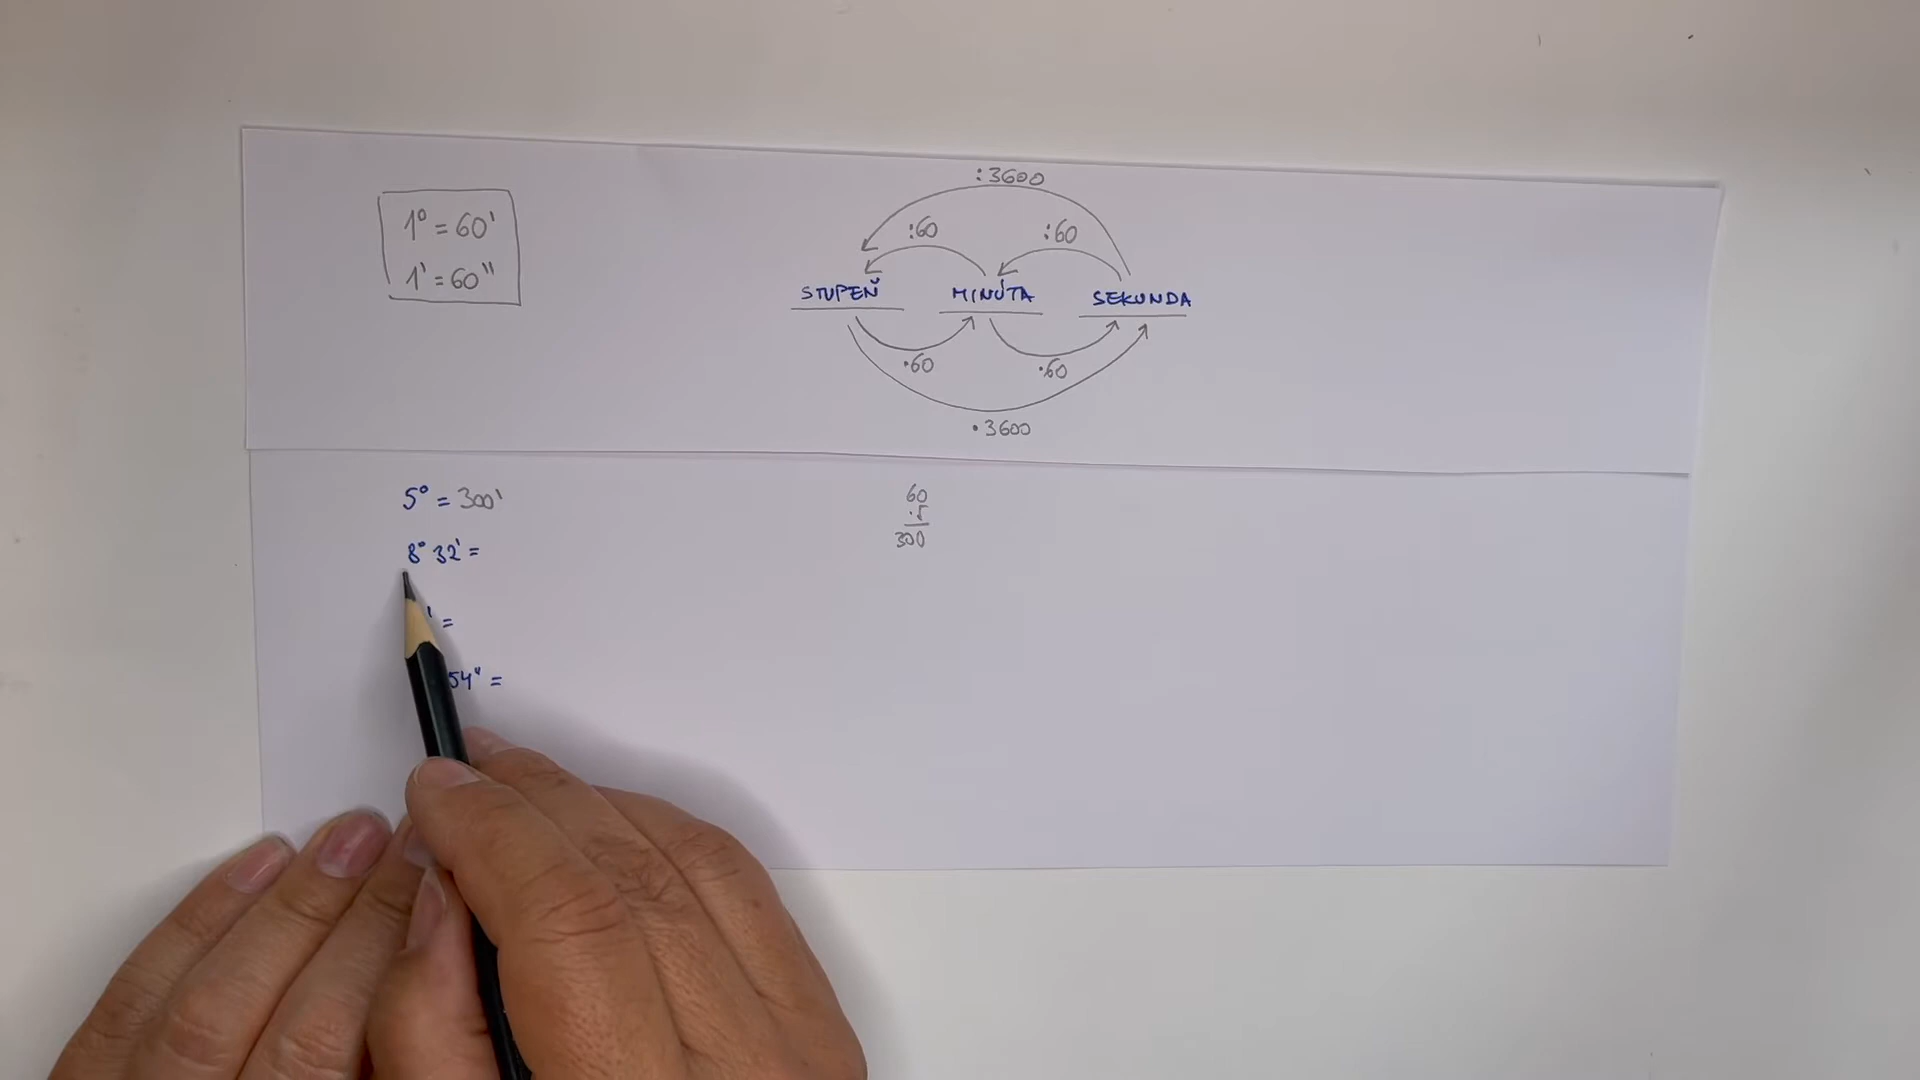 1° = 60'
1' = 60"
:3600
:60 :60
STUPEŇ MINÚTA SEKUNDA
·60 ·60
·3600
5° = 300'
8° 32' =
' =
54" =
60
·5
300